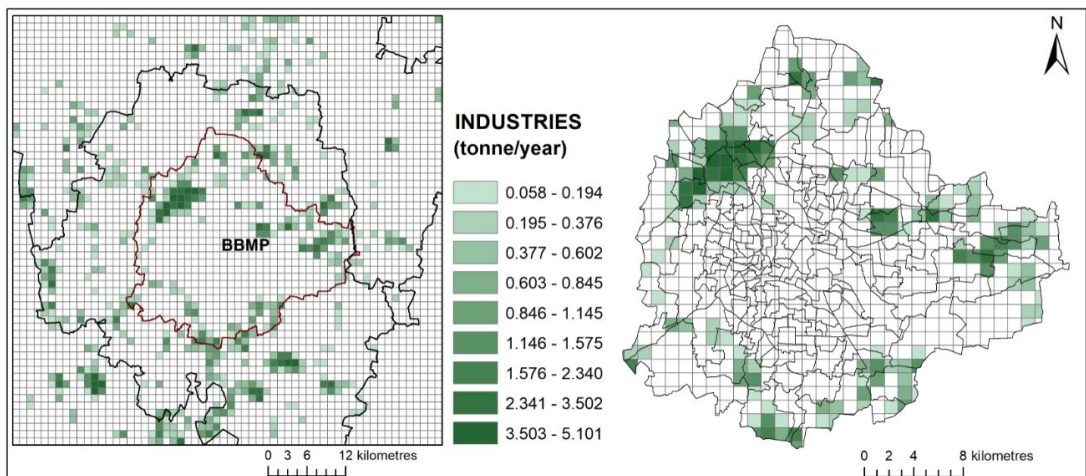 BBMP
0 3 6 12 kilometres
INDUSTRIES
(tonne/year)
0.058 - 0.194
0.195 - 0.376
0.377 - 0.602
0.603 - 0.845
0.846 - 1.145
1.146 - 1.575
1.576 - 2.340
2.341 - 3.502
3.503 - 5.101
N
0 2 4 8 kilometres